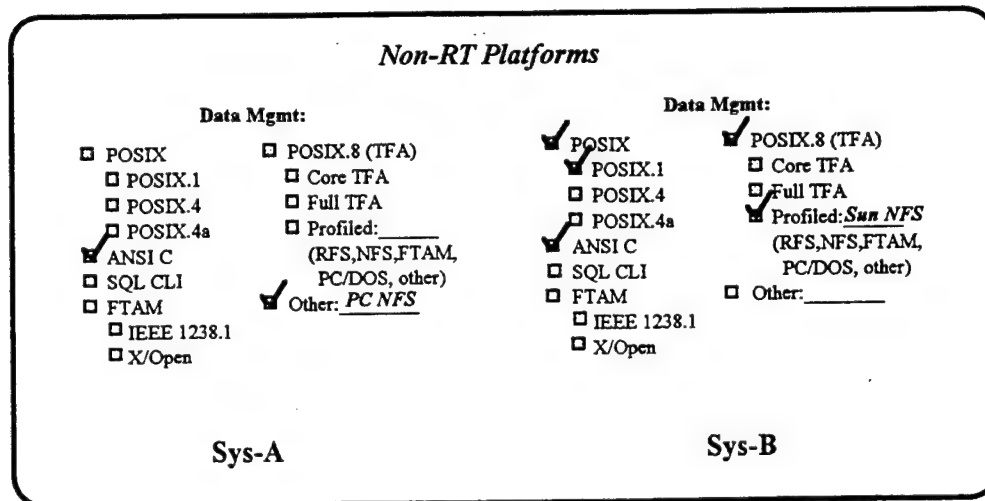 Non-RT Platforms
Data Mgmt:
POSIX
POSIX.1
POSIX.4
POSIX.4a
ANSI C
SQL CLI
FTAM
IEEE 1238.1
X/Open
POSIX.8 (TFA)
Core TFA
Full TFA
Profiled:______
(RFS,NFS,FTAM,
PC/DOS, other)
Other: PC NFS
Sys-A
Data Mgmt:
POSIX
POSIX.1
POSIX.4
POSIX.4a
ANSI C
SQL CLI
FTAM
IEEE 1238.1
X/Open
POSIX.8 (TFA)
Core TFA
Full TFA
Profiled: Sun NFS
(RFS,NFS,FTAM,
PC/DOS, other)
Other:________
Sys-B